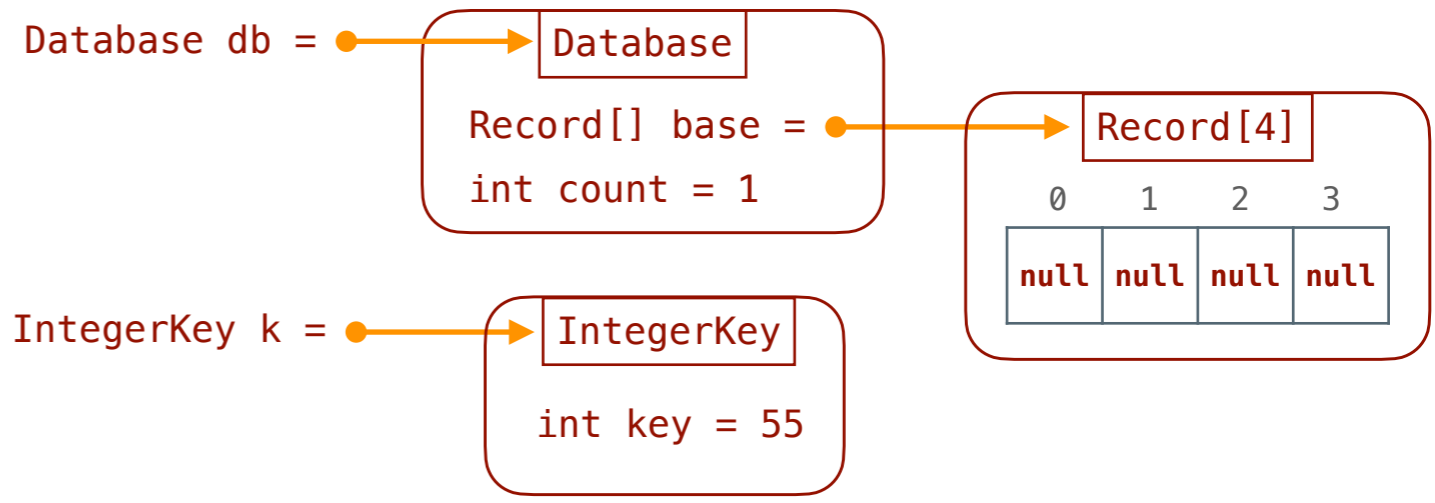 Database db =
Database
Record[] base =
int count = 1
Record[4]
0 1 2 3
null null null null
IntegerKey k =
IntegerKey
int key = 55